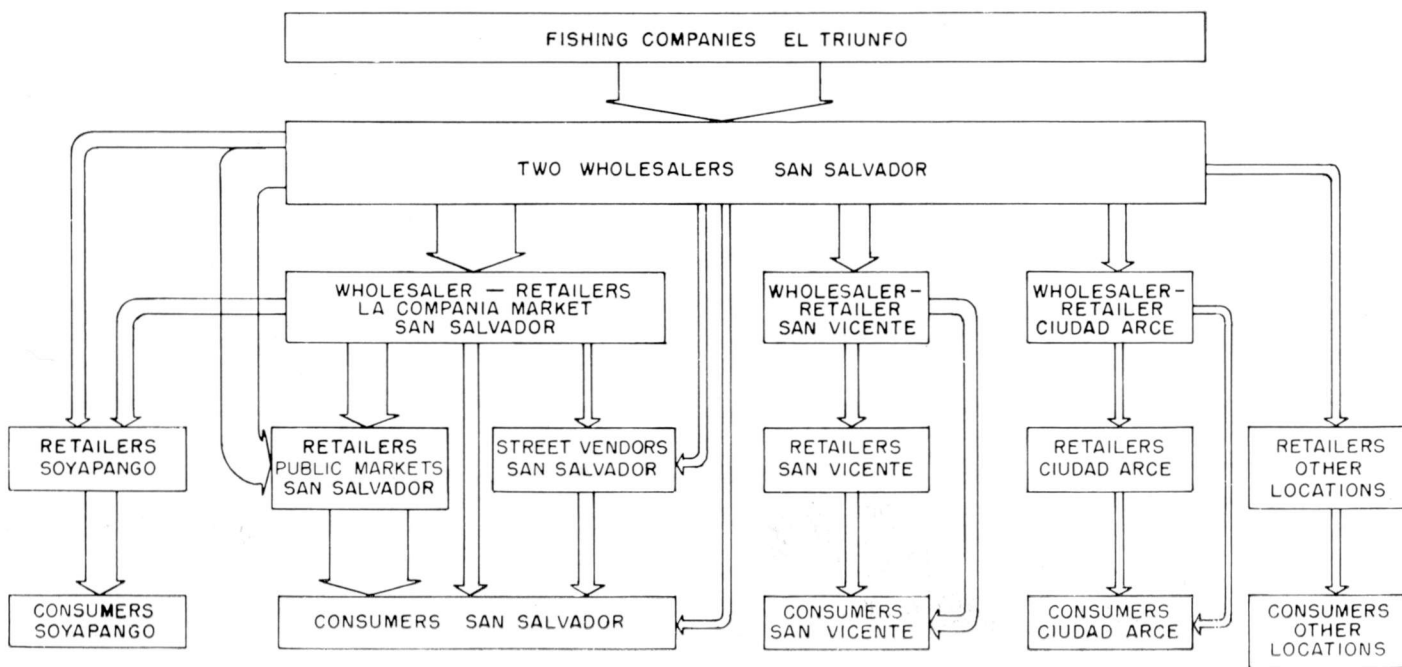 FISHING COMPANIES EL TRIUNFO
TWO WHOLESALERS SAN SALVADOR
WHOLESALER — RETAILERS
LA COMPANIA MARKET
SAN SALVADOR
WHOLESALER—
RETAILER
SAN VICENTE
WHOLESALER—
RETAILER
CIUDAD ARCE
RETAILERS
SOYAPANGO
RETAILERS
PUBLIC MARKETS
SAN SALVADOR
STREET VENDORS
SAN SALVADOR
RETAILERS
SAN VICENTE
RETAILERS
CIUDAD ARCE
RETAILERS
OTHER
LOCATIONS
CONSUMERS
SOYAPANGO
CONSUMERS SAN SALVADOR
CONSUMERS
SAN VICENTE
CONSUMERS
CIUDAD ARCE
CONSUMERS
OTHER
LOCATIONS